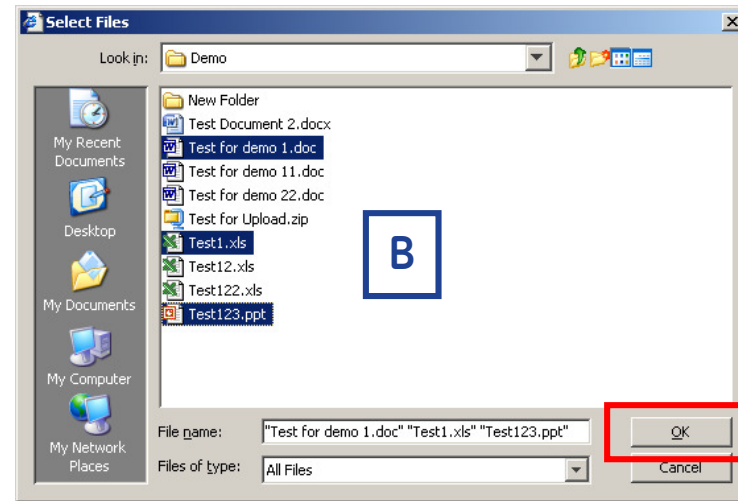 Select Files
Look in: Demo
My Recent
Documents
Desktop
My Documents
My Computer
My Network
Places
New Folder
Test Document 2.docx
Test for demo 1.doc
Test for demo 11.doc
Test for demo 22.doc
Test for Upload.zip
Test1.xls
Test12.xls
Test122.xls
Test123.ppt
B
File name: "Test for demo 1.doc" "Test1.xls" "Test123.ppt" OK
Files of type: All Files Cancel